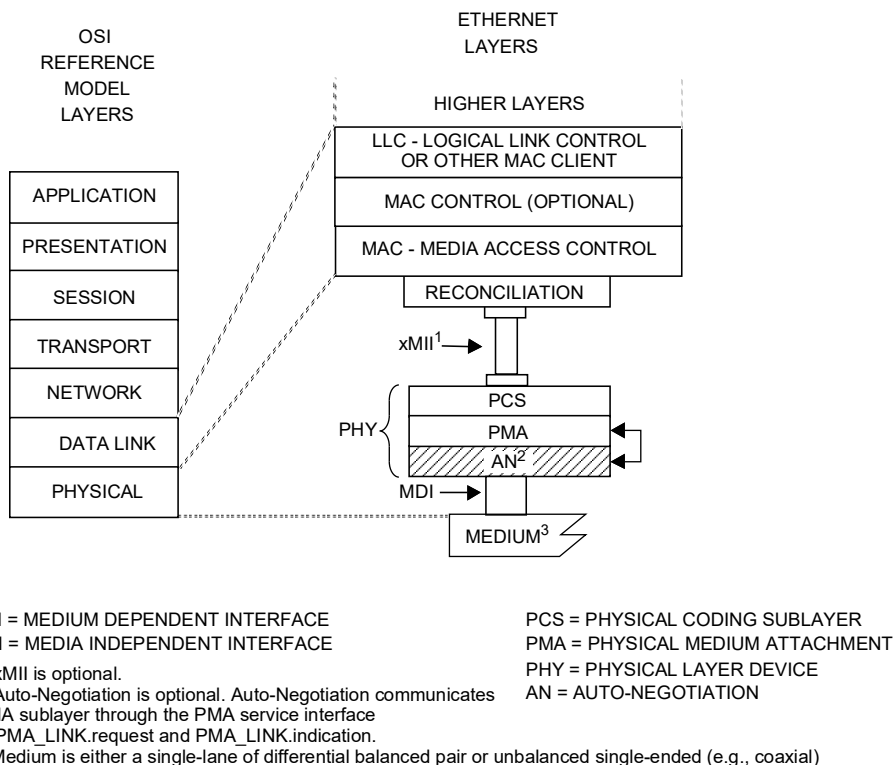 OSI
REFERENCE
MODEL
LAYERS
APPLICATION
PRESENTATION
SESSION
TRANSPORT
NETWORK
DATA LINK
PHYSICAL
ETHERNET
LAYERS
HIGHER LAYERS
LLC - LOGICAL LINK CONTROL
OR OTHER MAC CLIENT
MAC CONTROL (OPTIONAL)
MAC - MEDIA ACCESS CONTROL
RECONCILIATION
xMII¹
PHY
PCS
PMA
AN²
MDI
MEDIUM³
= MEDIUM DEPENDENT INTERFACE
= MEDIA INDEPENDENT INTERFACE
xMII is optional.
Auto-Negotiation is optional. Auto-Negotiation communicates
sublayer through the PMA service interface
PMA_LINK.request and PMA_LINK.indication.
Medium is either a single-lane of differential balanced pair or unbalanced single-ended (e.g., coaxial)
PCS = PHYSICAL CODING SUBLAYER
PMA = PHYSICAL MEDIUM ATTACHMENT
PHY = PHYSICAL LAYER DEVICE
AN = AUTO-NEGOTIATION